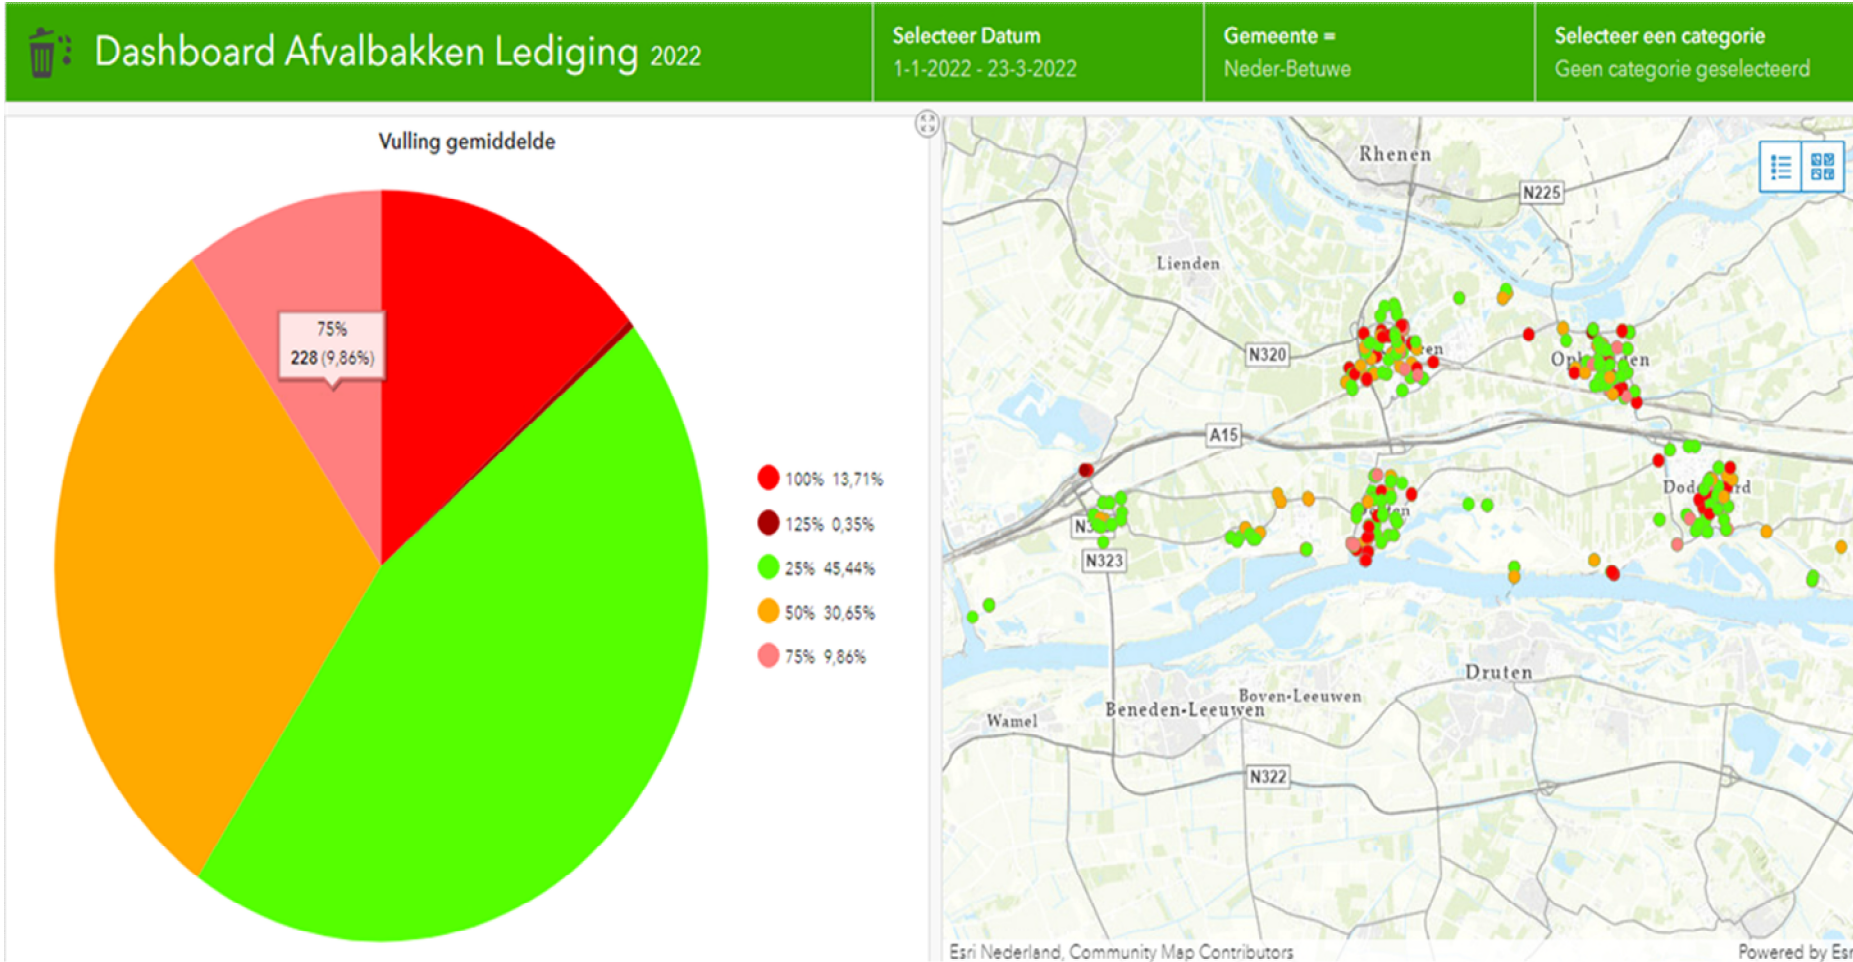 Dashboard Afvalbakken Lediging 2022
Selecteer Datum
1-1-2022 - 23-3-2022
Gemeente =
Neder-Betuwe
Selecteer een categorie
Geen categorie geselecteerd
Vulling gemiddelde
75%
228 (9,86%)
100% 13,71%
125% 0,35%
25% 45,44%
50% 30,65%
75% 9,86%
Rhenen
N225
Lienden
N320
A15
N323
Druten
Boven-Leeuwen
Beneden-Leeuwen
Wamel
N322
Esri Nederland, Community Map Contributors
Powered by Esri